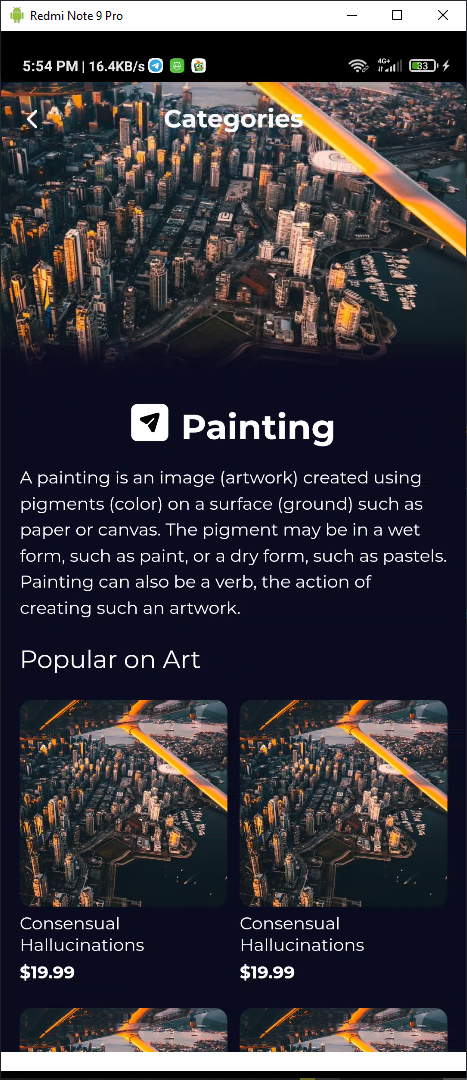 Redmi Note 9 Pro
5:54 PM | 16.4KB/s
4G+
33
Categories
Painting
A painting is an image (artwork) created using
pigments (color) on a surface (ground) such as
paper or canvas. The pigment may be in a wet
form, such as paint, or a dry form, such as pastels.
Painting can also be a verb, the action of
creating such an artwork.
Popular on Art
Consensual
Hallucinations
$19.99
Consensual
Hallucinations
$19.99